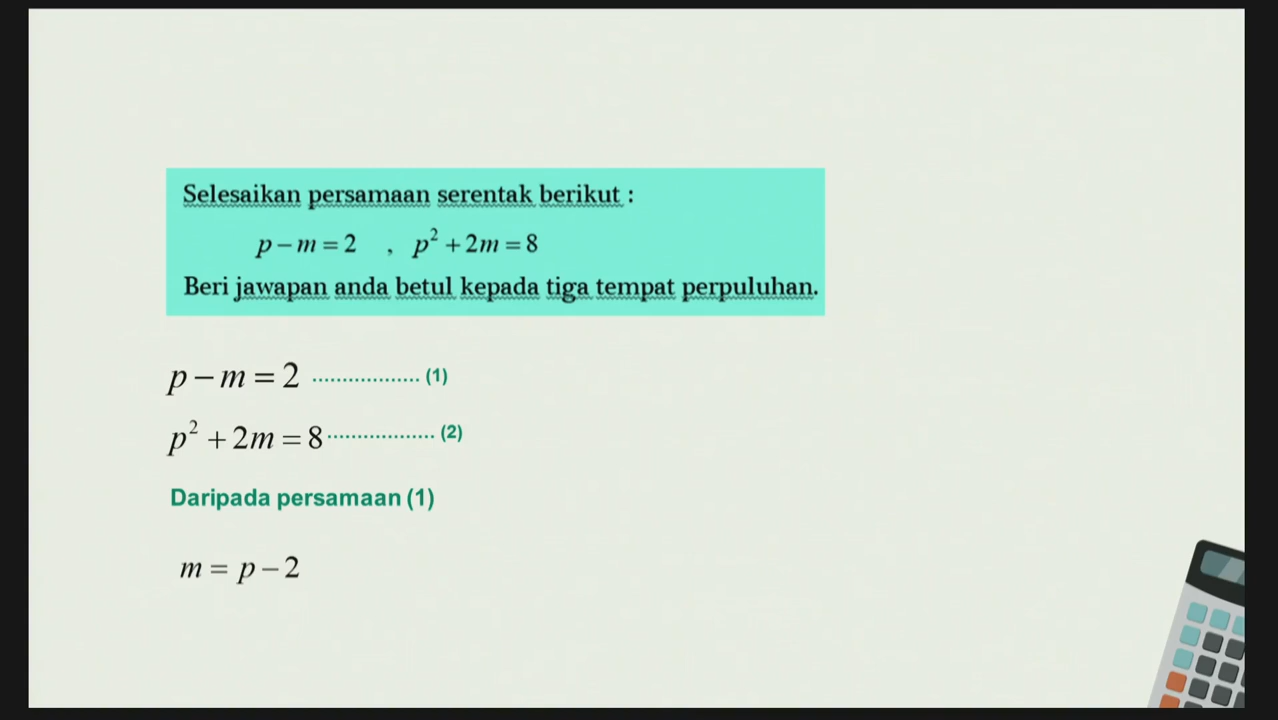 Selesaikan persamaan serentak berikut :
p − m = 2 , p² + 2m = 8
Beri jawapan anda betul kepada tiga tempat perpuluhan.
p − m = 2 .................. (1)
p² + 2m = 8 .................. (2)
Daripada persamaan (1)
m = p − 2